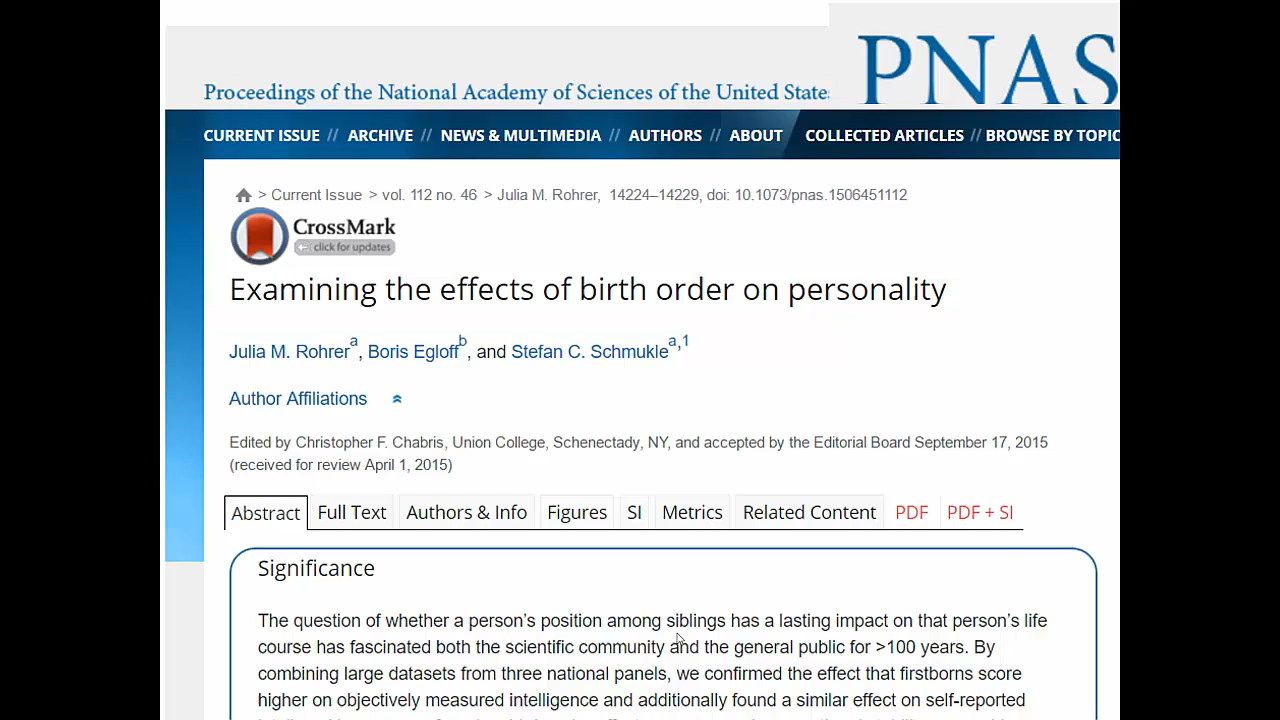 PNAS
Proceedings of the National Academy of Sciences of the United State
CURRENT ISSUE // ARCHIVE // NEWS & MULTIMEDIA // AUTHORS // ABOUT COLLECTED ARTICLES // BROWSE BY TOPIC
> Current Issue > vol. 112 no. 46 > Julia M. Rohrer, 14224–14229, doi: 10.1073/pnas.1506451112
CrossMark
click for updates
Examining the effects of birth order on personality
Julia M. Rohrer a, Boris Egloff b, and Stefan C. Schmukle a,1
Author Affiliations
Edited by Christopher F. Chabris, Union College, Schenectady, NY, and accepted by the Editorial Board September 17, 2015
(received for review April 1, 2015)
Abstract Full Text Authors & Info Figures SI Metrics Related Content PDF PDF + SI
Significance
The question of whether a person's position among siblings has a lasting impact on that person's life
course has fascinated both the scientific community and the general public for >100 years. By
combining large datasets from three national panels, we confirmed the effect that firstborns score
higher on objectively measured intelligence and additionally found a similar effect on self-reported